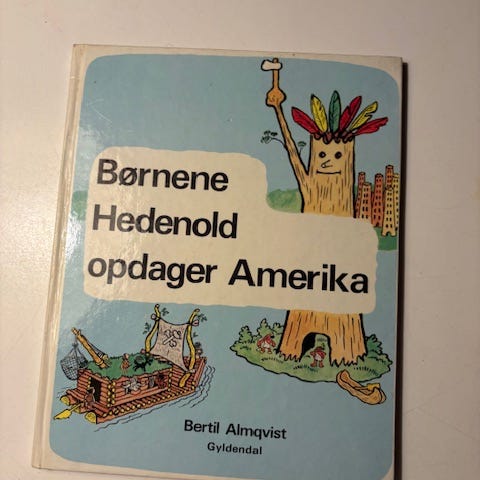 Børnene
Hedenold
opdager Amerika
Bertil Almqvist
Gyldendal